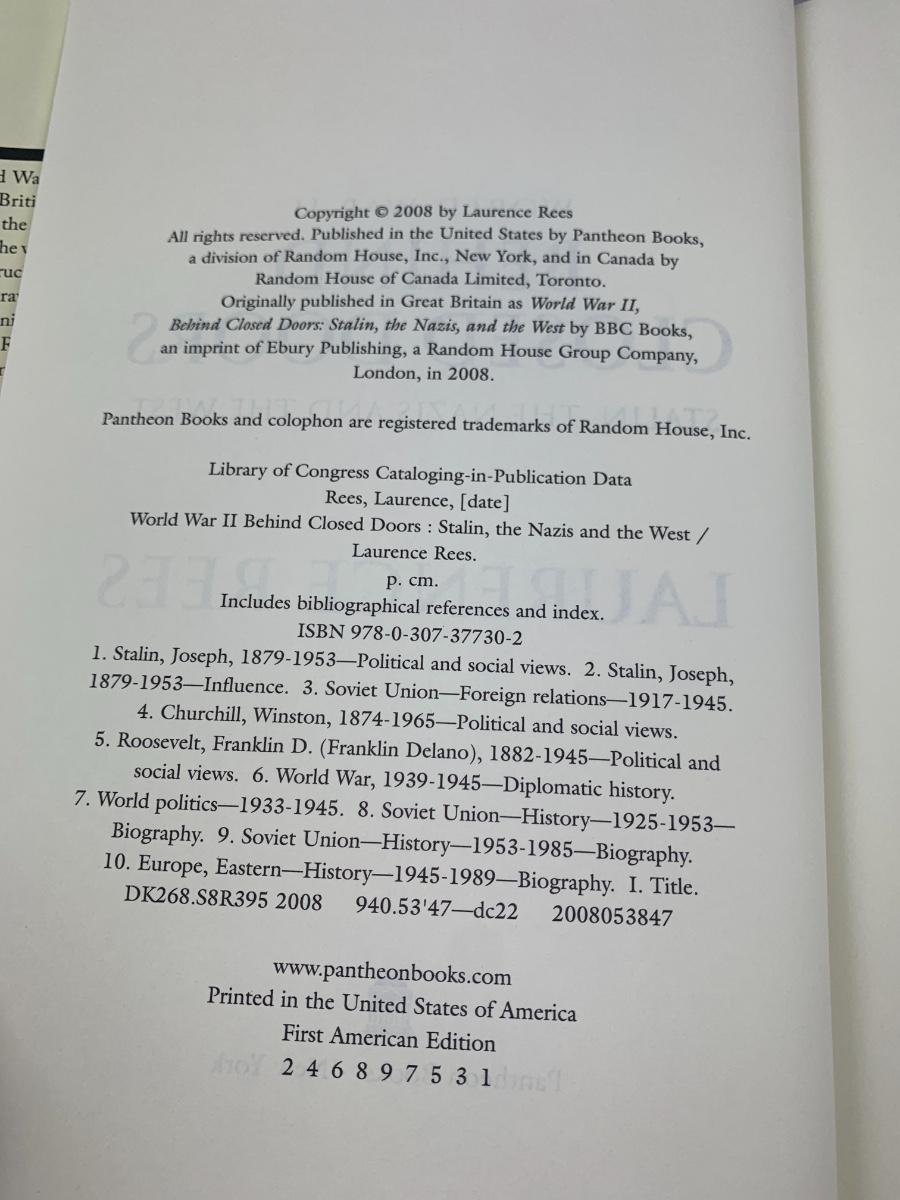 Copyright © 2008 by Laurence Rees
All rights reserved. Published in the United States by Pantheon Books,
a division of Random House, Inc., New York, and in Canada by
Random House of Canada Limited, Toronto.
Originally published in Great Britain as World War II,
Behind Closed Doors: Stalin, the Nazis, and the West by BBC Books,
an imprint of Ebury Publishing, a Random House Group Company,
London, in 2008.
Pantheon Books and colophon are registered trademarks of Random House, Inc.
Library of Congress Cataloging-in-Publication Data
Rees, Laurence, [date]
World War II Behind Closed Doors : Stalin, the Nazis and the West /
Laurence Rees.
p. cm.
Includes bibliographical references and index.
ISBN 978-0-307-37730-2
1. Stalin, Joseph, 1879-1953—Political and social views. 2. Stalin, Joseph,
1879-1953—Influence. 3. Soviet Union—Foreign relations—1917-1945.
4. Churchill, Winston, 1874-1965—Political and social views.
5. Roosevelt, Franklin D. (Franklin Delano), 1882-1945—Political and
social views. 6. World War, 1939-1945—Diplomatic history.
7. World politics—1933-1945. 8. Soviet Union—History—1925-1953—
Biography. 9. Soviet Union—History—1953-1985—Biography.
10. Europe, Eastern—History—1945-1989—Biography. I. Title.
DK268.S8R395 2008 940.53'47—dc22 2008053847
www.pantheonbooks.com
Printed in the United States of America
First American Edition
2 4 6 8 9 7 5 3 1